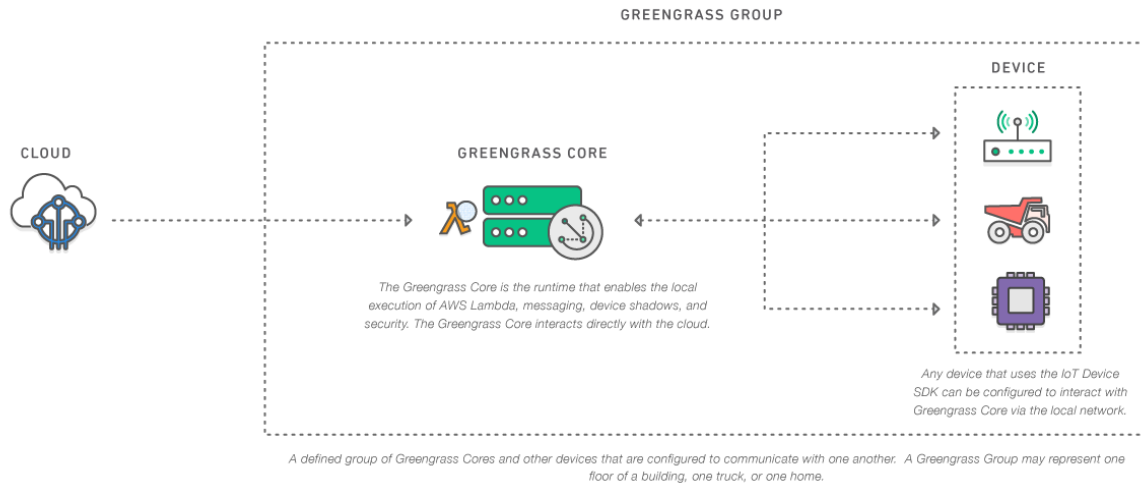 GREENGRASS GROUP
DEVICE
CLOUD
GREENGRASS CORE
The Greengrass Core is the runtime that enables the local
execution of AWS Lambda, messaging, device shadows, and
security. The Greengrass Core interacts directly with the cloud.
Any device that uses the IoT Device
SDK can be configured to interact with
Greengrass Core via the local network.
A defined group of Greengrass Cores and other devices that are configured to communicate with one another. A Greengrass Group may represent one
floor of a building, one truck, or one home.